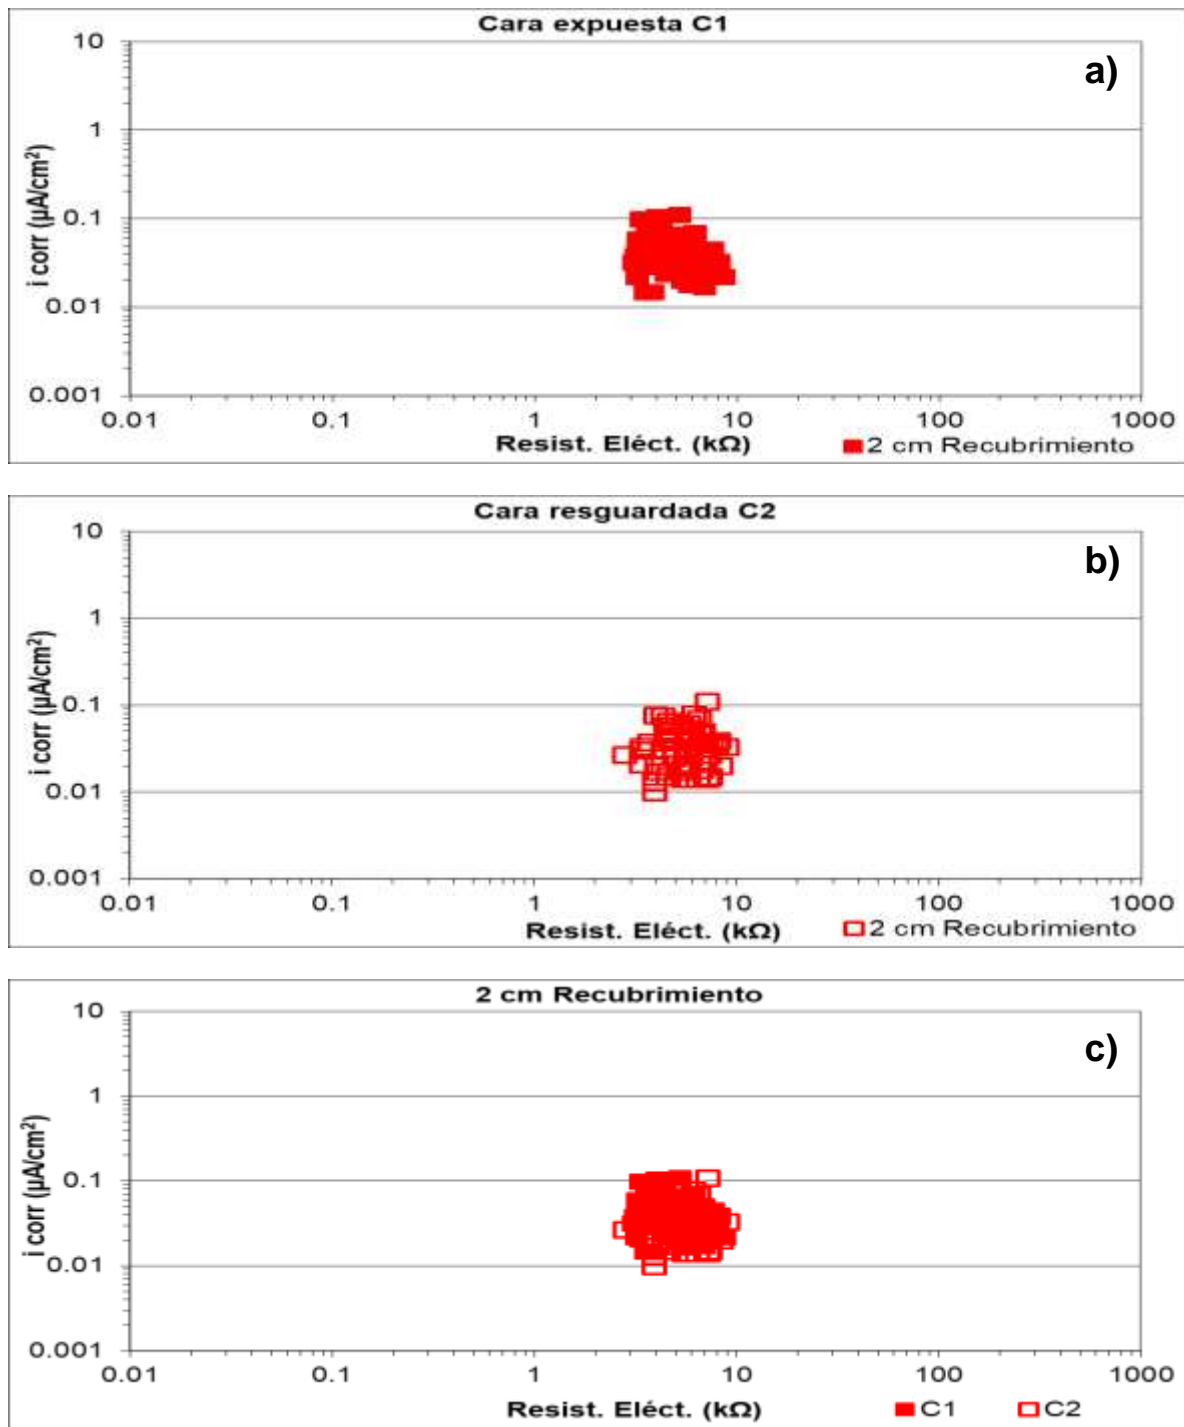 Cara expuesta C1
a)
10
1
0.1
0.01
0.001
i corr (µA/cm²)
0.01 0.1 1 10 100 1000
Resist. Eléct. (kΩ)
2 cm Recubrimiento
Cara resguardada C2
b)
10
1
0.1
0.01
0.001
i corr (µA/cm²)
0.01 0.1 1 10 100 1000
Resist. Eléct. (kΩ)
2 cm Recubrimiento
2 cm Recubrimiento
c)
10
1
0.1
0.01
0.001
i corr (µA/cm²)
0.01 0.1 1 10 100 1000
Resist. Eléct. (kΩ)
C1 C2